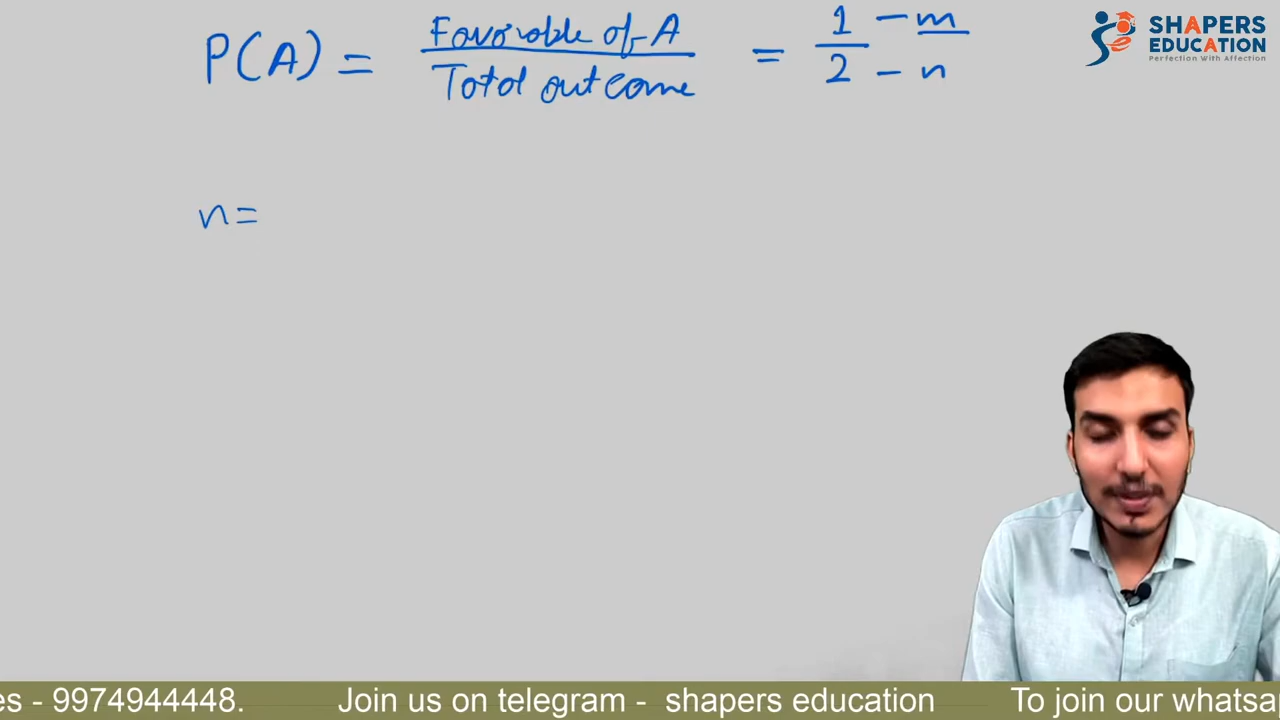 P(A) = Favorable of A / Total outcome = 1 - m / 2 - n
n =
SHAPERS
EDUCATION
Perfection With Affection
es - 9974944448. Join us on telegram - shapers education To join our whatsa